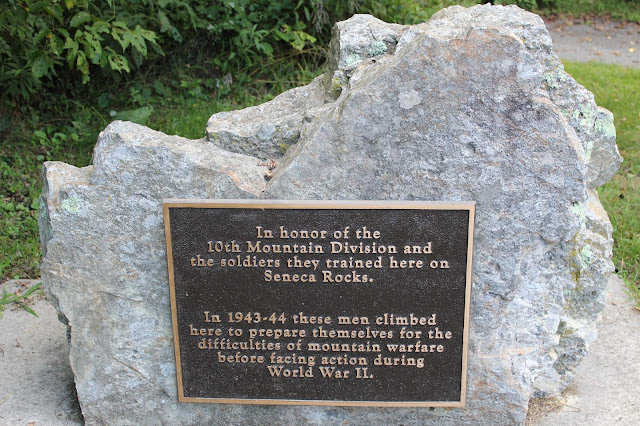 In honor of the
10th Mountain Division and
the soldiers they trained here on
Seneca Rocks.
In 1943-44 these men climbed
here to prepare themselves for the
difficulties of mountain warfare
before facing action during
World War II.